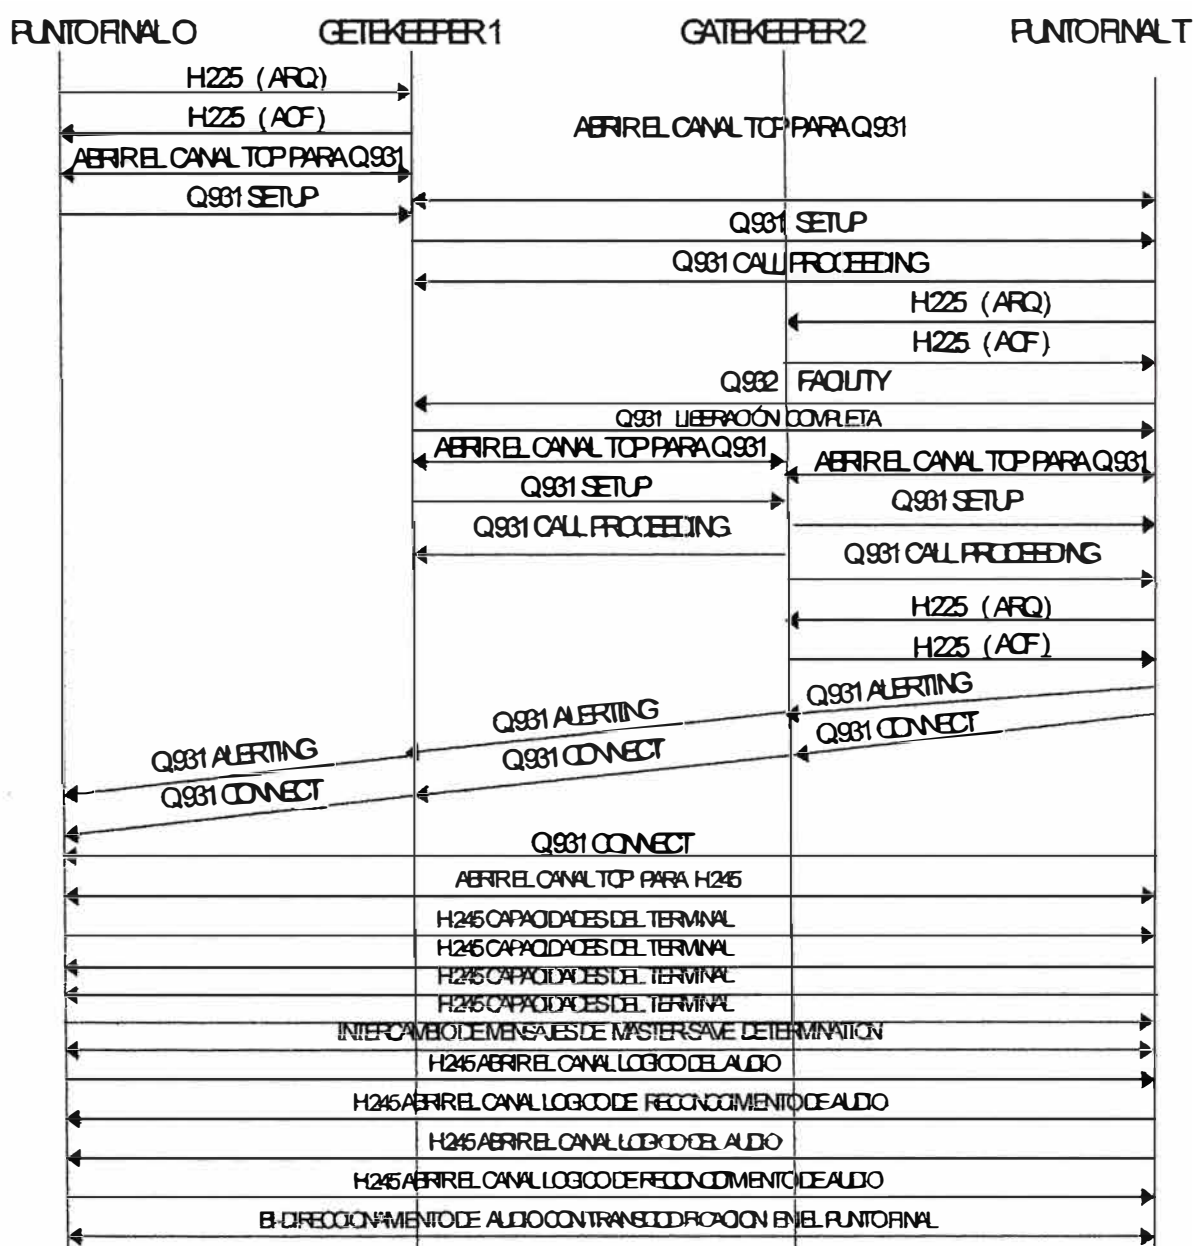 PUNTO FINAL O
GETEKEEPER 1
GATEKEEPER 2
PUNTO FINAL T
H225 (ARQ)
H225 (ACF)
ABRIR EL CANAL TCP PARA Q931
ABRIR EL CANAL TCP PARA Q931
Q931 SETUP
Q931 SETUP
Q931 CALL PROCEEDING
H225 (ARQ)
H225 (ACF)
Q932 FACILITY
Q931 LIBERACIÓN COMPLETA
ABRIR EL CANAL TCP PARA Q931
ABRIR EL CANAL TCP PARA Q931
Q931 SETUP
Q931 SETUP
Q931 CALL PROCEEDING
Q931 CALL PROCEEDING
H225 (ARQ)
H225 (ACF)
Q931 ALERTING
Q931 ALERTING
Q931 ALERTING
Q931 CONNECT
Q931 CONNECT
Q931 CONNECT
Q931 CONNECT
ABRIR EL CANAL TCP PARA H245
H245 CAPACIDADES DEL TERMINAL
H245 CAPACIDADES DEL TERMINAL
H245 CAPACIDADES DEL TERMINAL
H245 CAPACIDADES DEL TERMINAL
INTERCAMBIO DE MENSAJES DE MASTER-SAVE DETERMINATION
H245 ABRIR EL CANAL LOGICO DEL AUDIO
H245 ABRIR EL CANAL LOGICO DE RECONOCIMIENTO DE AUDIO
H245 ABRIR EL CANAL LOGICO DEL AUDIO
H245 ABRIR EL CANAL LOGICO DE RECONOCIMIENTO DE AUDIO
BI-DIRECCIONAMIENTO DE AUDIO CON TRANSCODIFICACION EN EL PUNTO FINAL